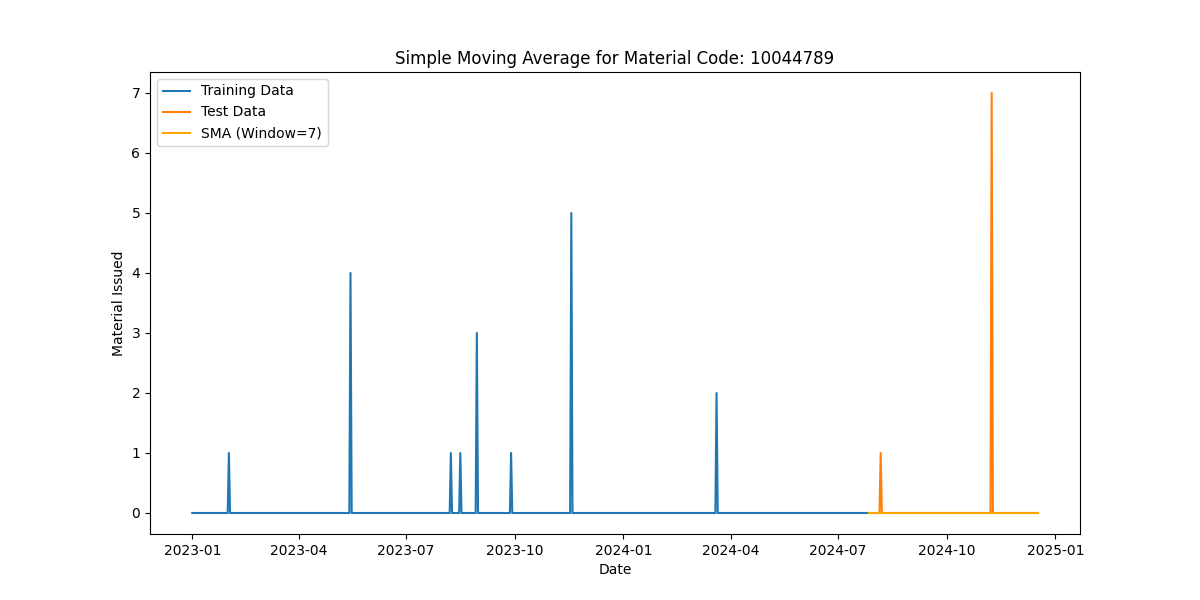 Simple Moving Average for Material Code: 10044789
Training Data
Test Data
SMA (Window=7)
7
6
5
4
3
2
1
0
Material Issued
2023-01 2023-04 2023-07 2023-10 2024-01 2024-04 2024-07 2024-10 2025-01
Date